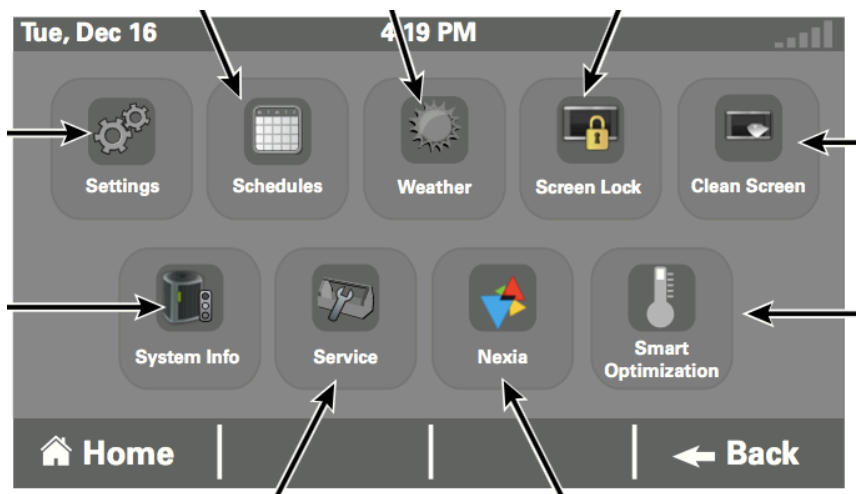 Tue, Dec 16 4:19 PM
Settings Schedules Weather Screen Lock Clean Screen
System Info Service Nexia Smart
Optimization
Home Back